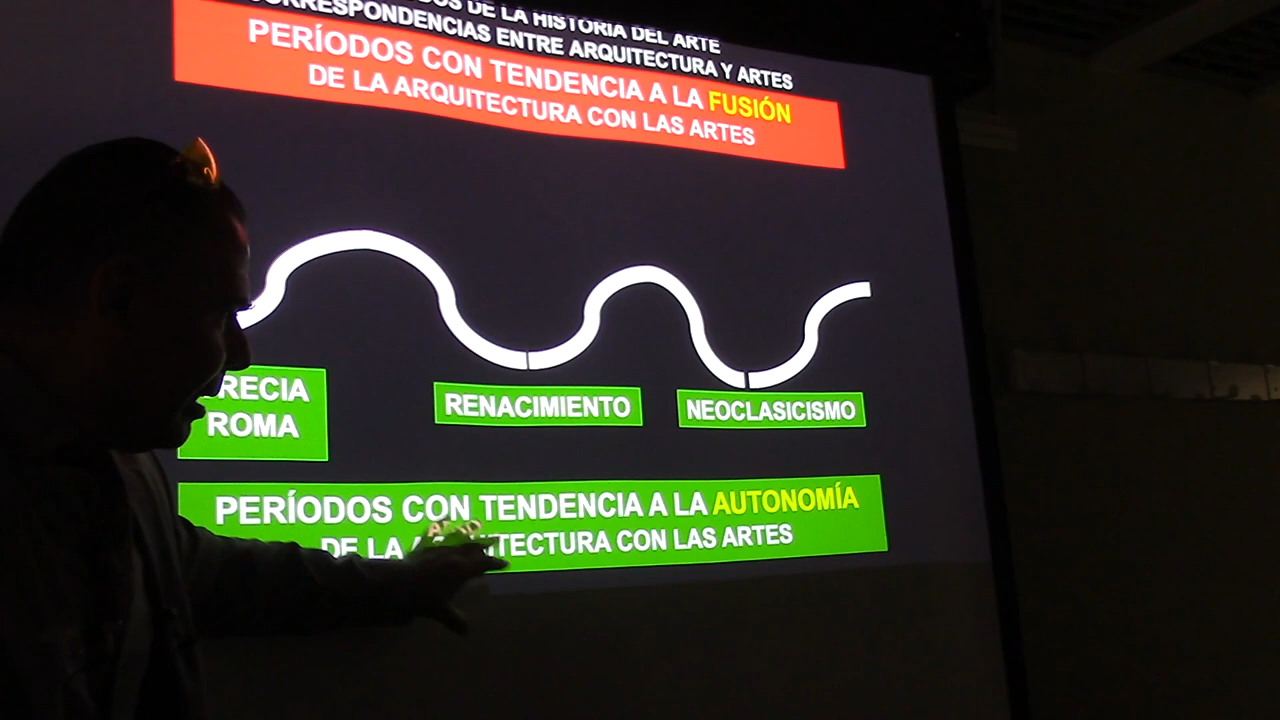 DE LA HISTORIA DEL ARTE
CORRESPONDENCIAS ENTRE ARQUITECTURA Y ARTES
PERÍODOS CON TENDENCIA A LA FUSIÓN
DE LA ARQUITECTURA CON LAS ARTES
RECIA
ROMA
RENACIMIENTO
NEOCLASICISMO
PERÍODOS CON TENDENCIA A LA AUTONOMÍA
DE LA ARQUITECTURA CON LAS ARTES